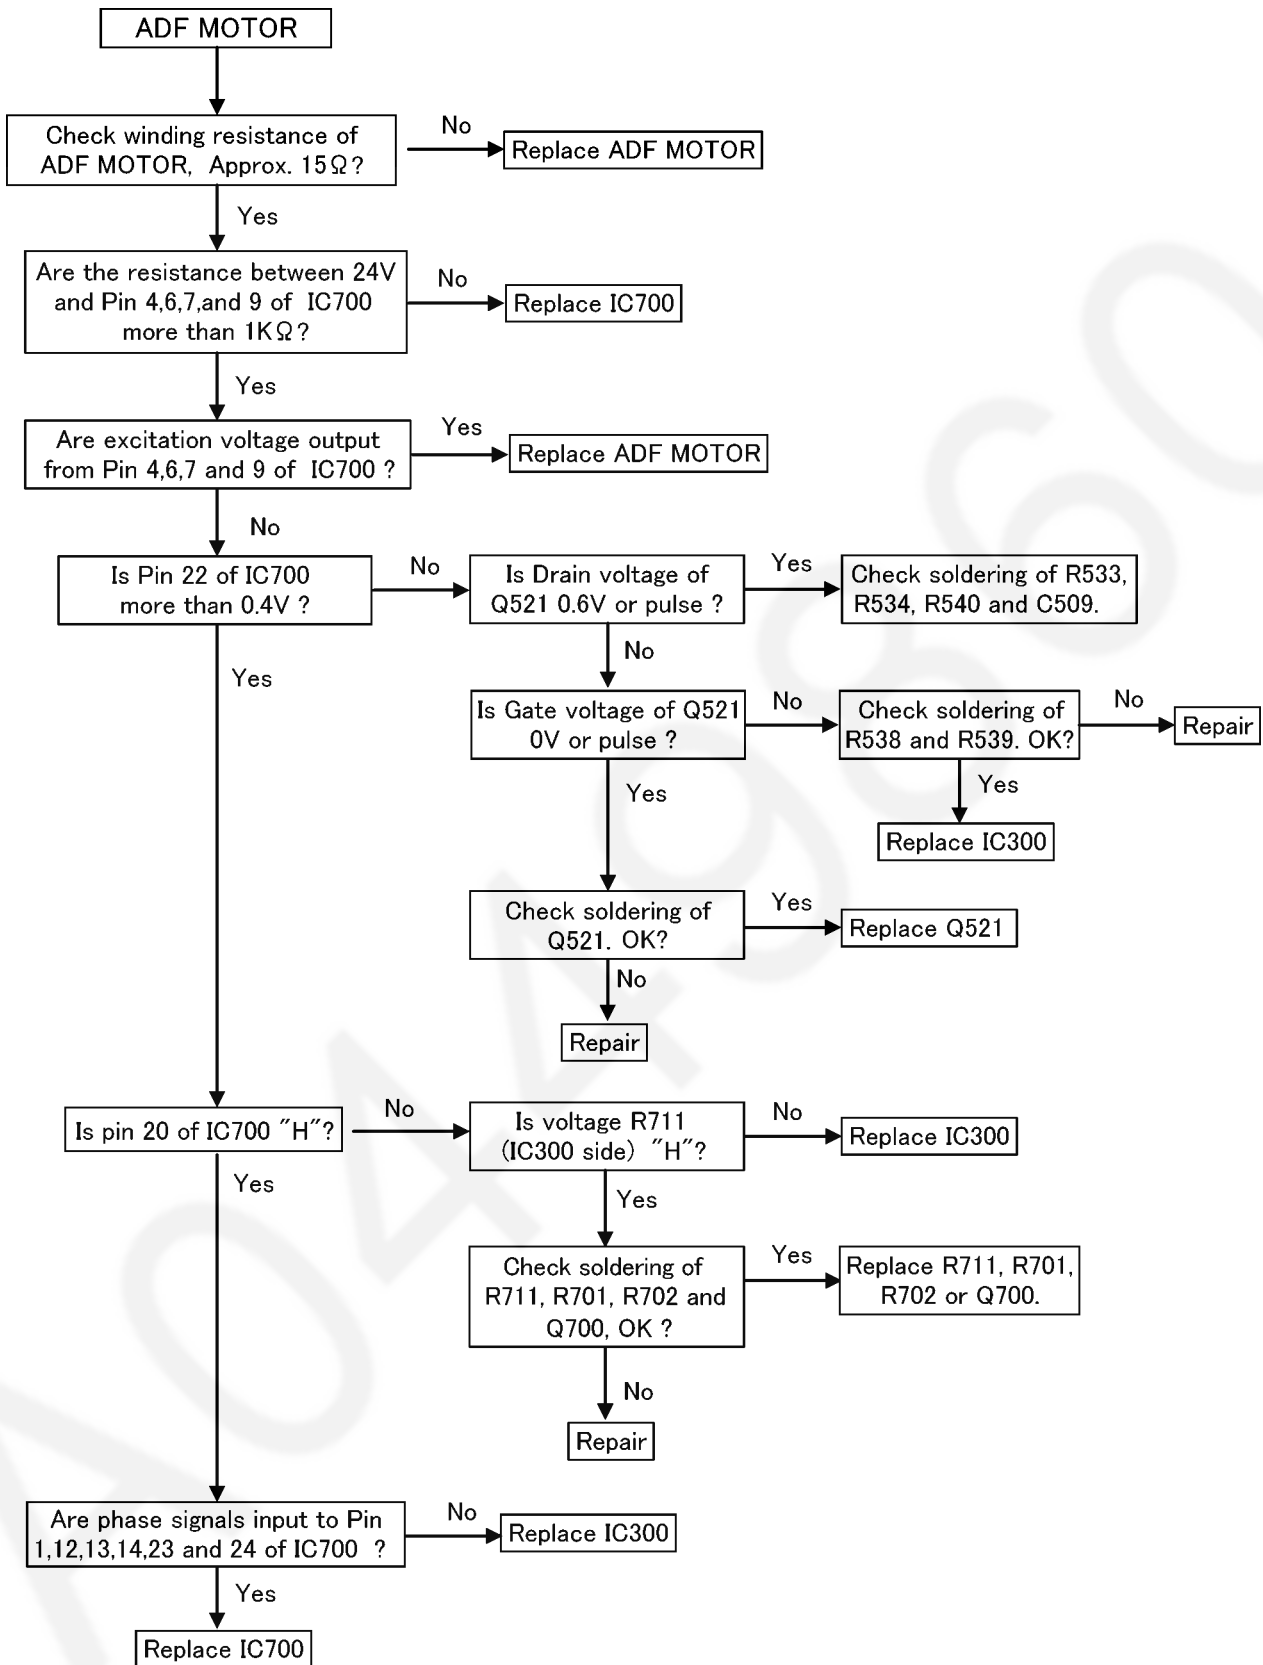 ADF MOTOR
Check winding resistance of
ADF MOTOR, Approx. 15Ω?
No
Replace ADF MOTOR
Yes
Are the resistance between 24V
and Pin 4,6,7,and 9 of IC700
more than 1KΩ?
No
Replace IC700
Yes
Are excitation voltage output
from Pin 4,6,7 and 9 of IC700 ?
Yes
Replace ADF MOTOR
No
Is Pin 22 of IC700
more than 0.4V ?
No
Is Drain voltage of
Q521 0.6V or pulse ?
Yes
Check soldering of R533,
R534, R540 and C509.
No
Yes
Is Gate voltage of Q521
0V or pulse ?
No
Check soldering of
R538 and R539. OK?
No
Repair
Yes
Yes
Replace IC300
Check soldering of
Q521. OK?
Yes
Replace Q521
No
Repair
Is pin 20 of IC700 "H"?
No
Is voltage R711
(IC300 side) "H"?
No
Replace IC300
Yes
Yes
Check soldering of
R711, R701, R702 and
Q700, OK ?
Yes
Replace R711, R701,
R702 or Q700.
No
Repair
Are phase signals input to Pin
1,12,13,14,23 and 24 of IC700 ?
No
Replace IC300
Yes
Replace IC700
A0449860